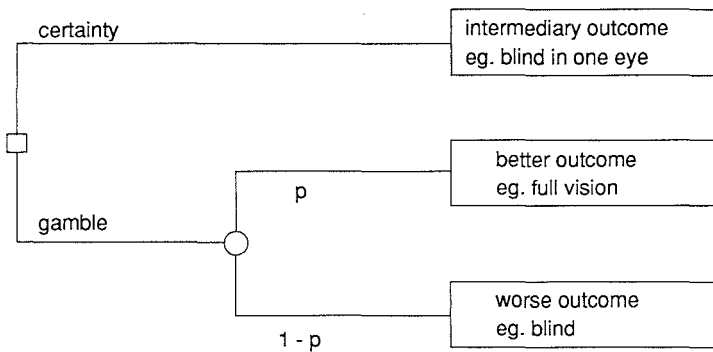 certainty
intermediary outcome
eg. blind in one eye
better outcome
eg. full vision
p
gamble
worse outcome
eg. blind
1 - p